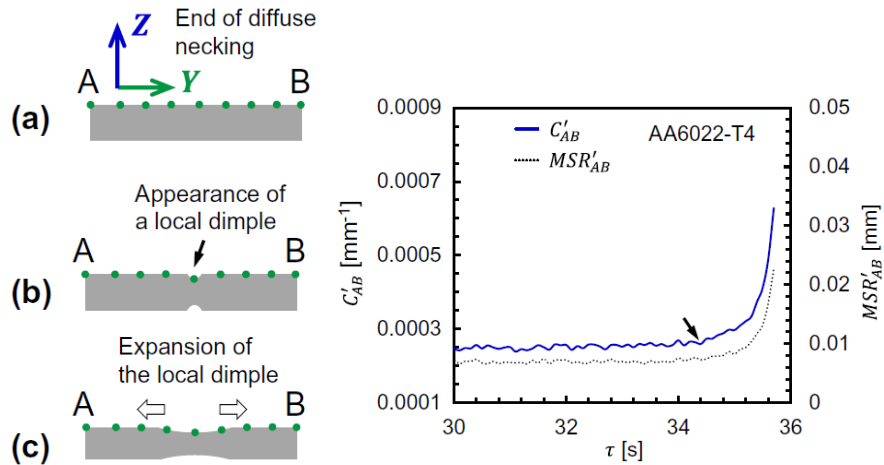 Z
End of diffuse
necking
A
Y
B
(a)
Appearance of
a local dimple
A
B
(b)
Expansion of
the local dimple
A
B
(c)
0.0009
0.0007
0.0005
0.0003
0.0001
C′AB [mm⁻¹]
C′AB
MSR′AB
AA6022-T4
0.05
0.04
0.03
0.02
0.01
0
MSR′AB [mm]
30
32
34
36
τ [s]